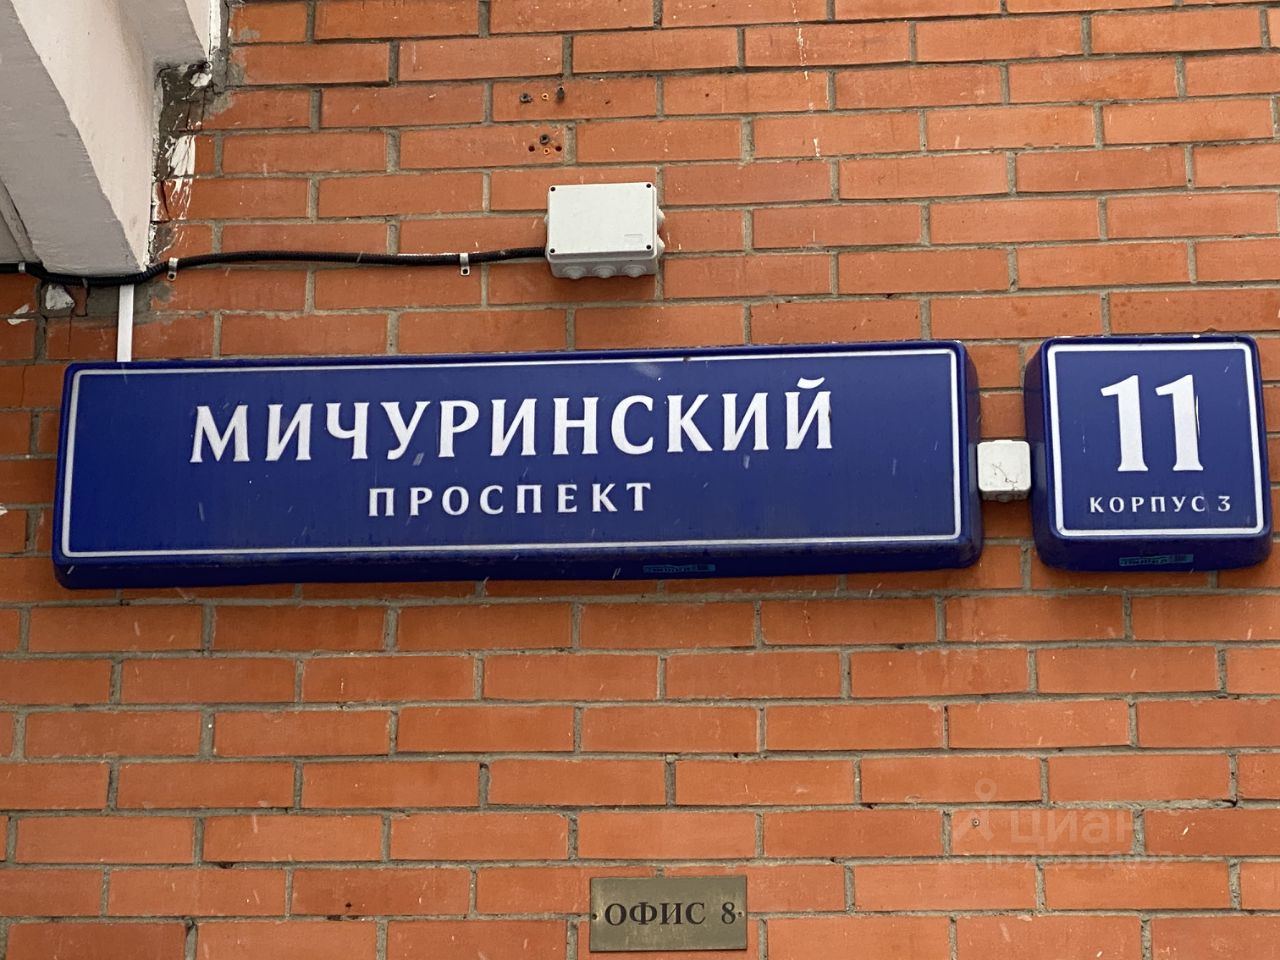 МИЧУРИНСКИЙ
ПРОСПЕКТ
11
КОРПУС 3
циан
ОФИС 8